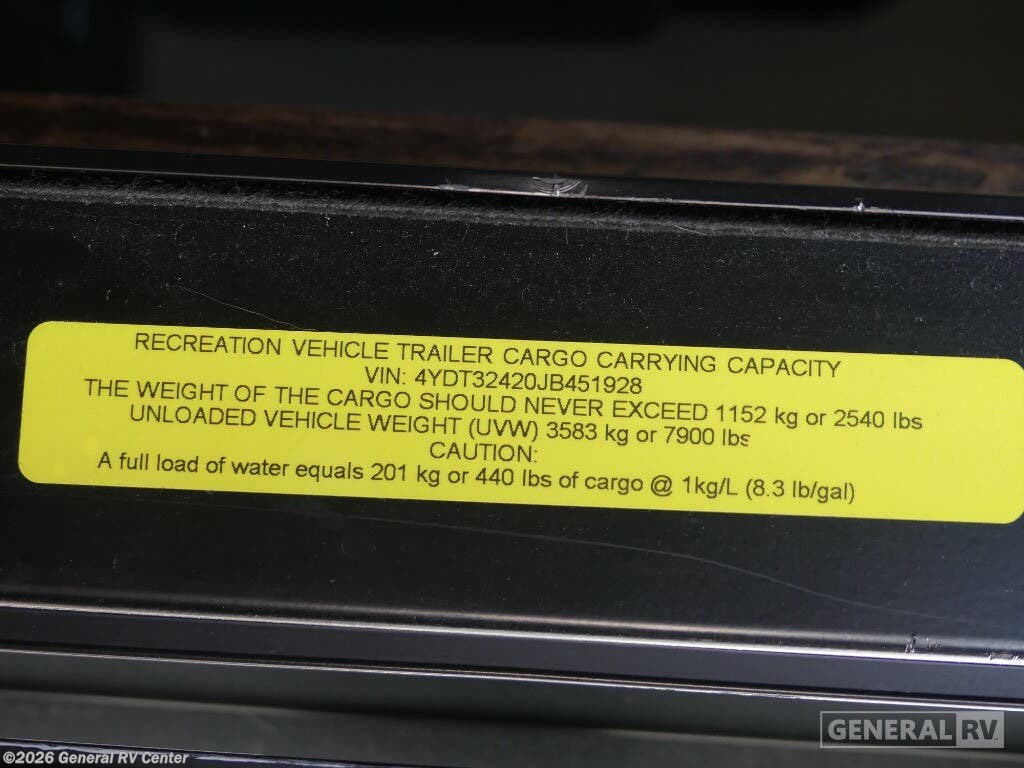 RECREATION VEHICLE TRAILER CARGO CARRYING CAPACITY
VIN: 4YDT32420JB451928
THE WEIGHT OF THE CARGO SHOULD NEVER EXCEED 1152 kg or 2540 lbs
UNLOADED VEHICLE WEIGHT (UVW) 3583 kg or 7900 lbs
CAUTION:
A full load of water equals 201 kg or 440 lbs of cargo @ 1kg/L (8.3 lb/gal)
GENERAL RV
©2026 General RV Center